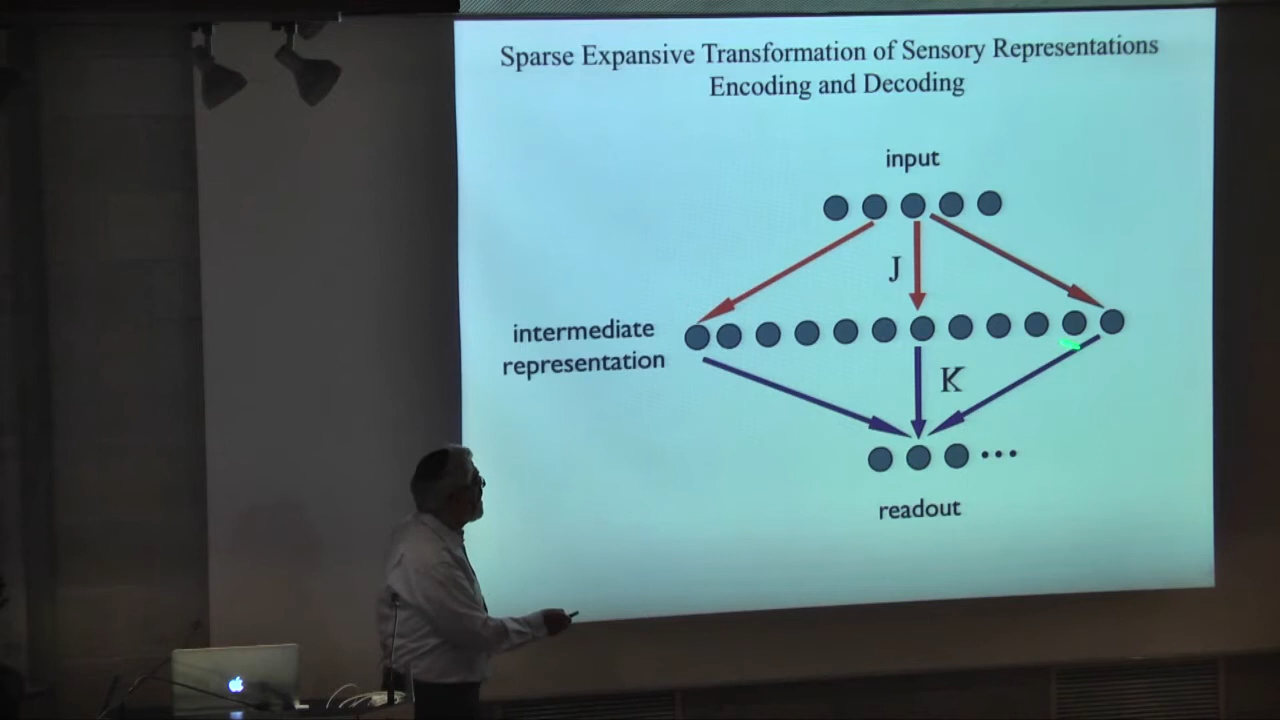 Sparse Expansive Transformation of Sensory Representations
Encoding and Decoding
input
J
intermediate
representation
K
readout